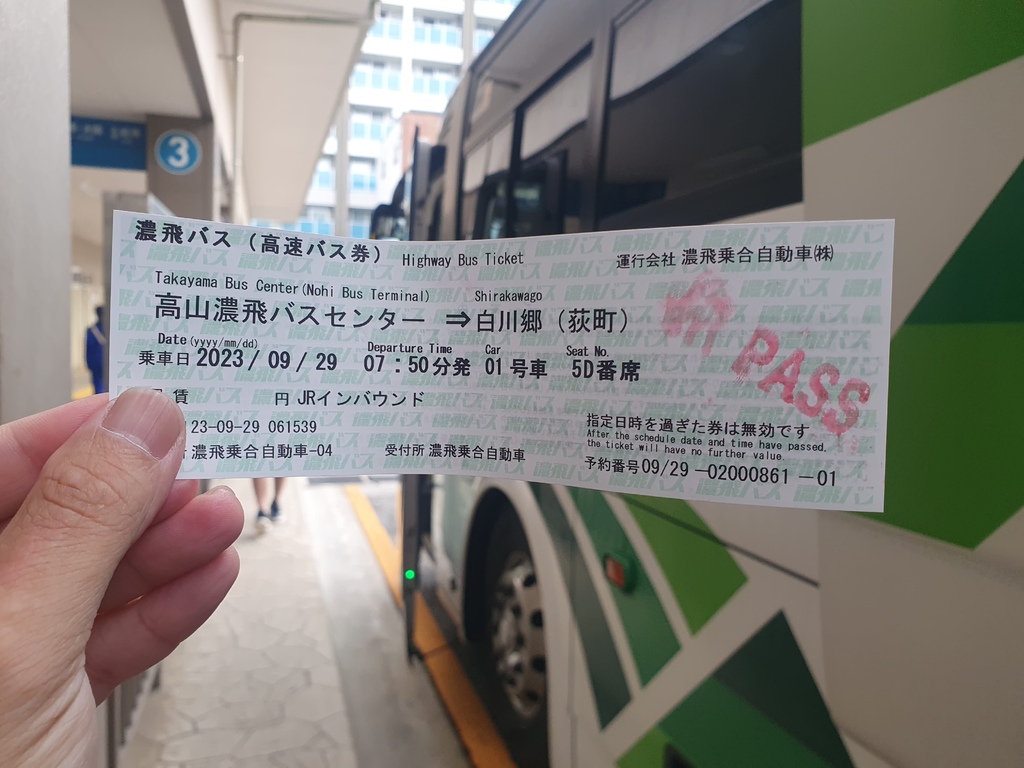 3
濃飛バス（高速バス券） Highway Bus Ticket 運行会社 濃飛乗合自動車㈱
Takayama Bus Center(Nohi Bus Terminal) Shirakawago
高山濃飛バスセンター ⇒白川郷（荻町）
Date(yyyy/mm/dd) Departure Time Car Seat No.
乗車日 2023/09/29 07:50分発 01号車 5D番席
PASS
賃 円 JRインバウンド
23-09-29 061539
指定日時を過ぎた券は無効です
After the schedule date and time have passed,
the ticket will have no further value.
濃飛乗合自動車-04 受付所 濃飛乗合自動車
予約番号 09/29 -02000861 -01